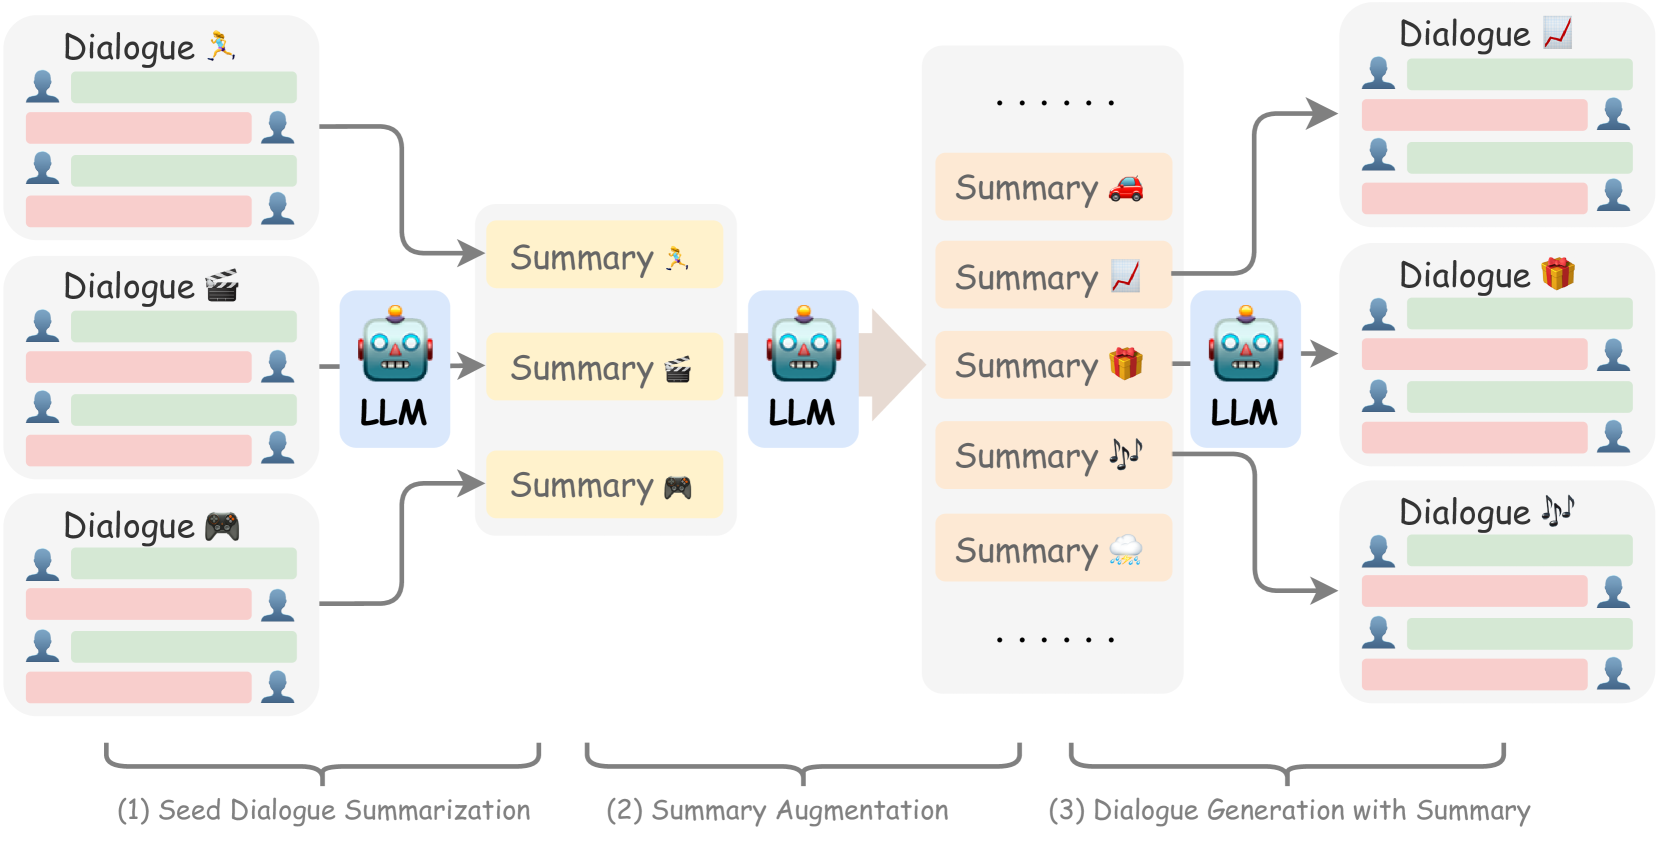 Dialogue
Dialogue
Dialogue
LLM
Summary
Summary
Summary
LLM
......
Summary
Summary
Summary
Summary
Summary
......
LLM
Dialogue
Dialogue
Dialogue
(1) Seed Dialogue Summarization
(2) Summary Augmentation
(3) Dialogue Generation with Summary